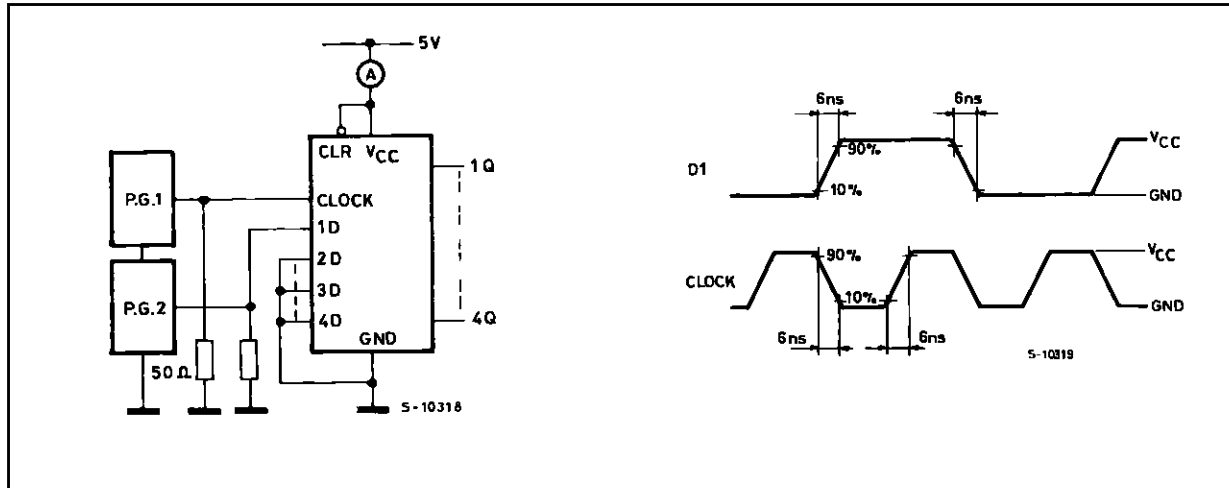 5V
A
CLR VCC
P.G.1
CLOCK
1D
2D
3D
4D
GND
1Q
4Q
P.G.2
50Ω
S-10318
6ns 6ns
D1
90%
10%
VCC
GND
CLOCK
90%
10%
VCC
GND
6ns 6ns
S-10319